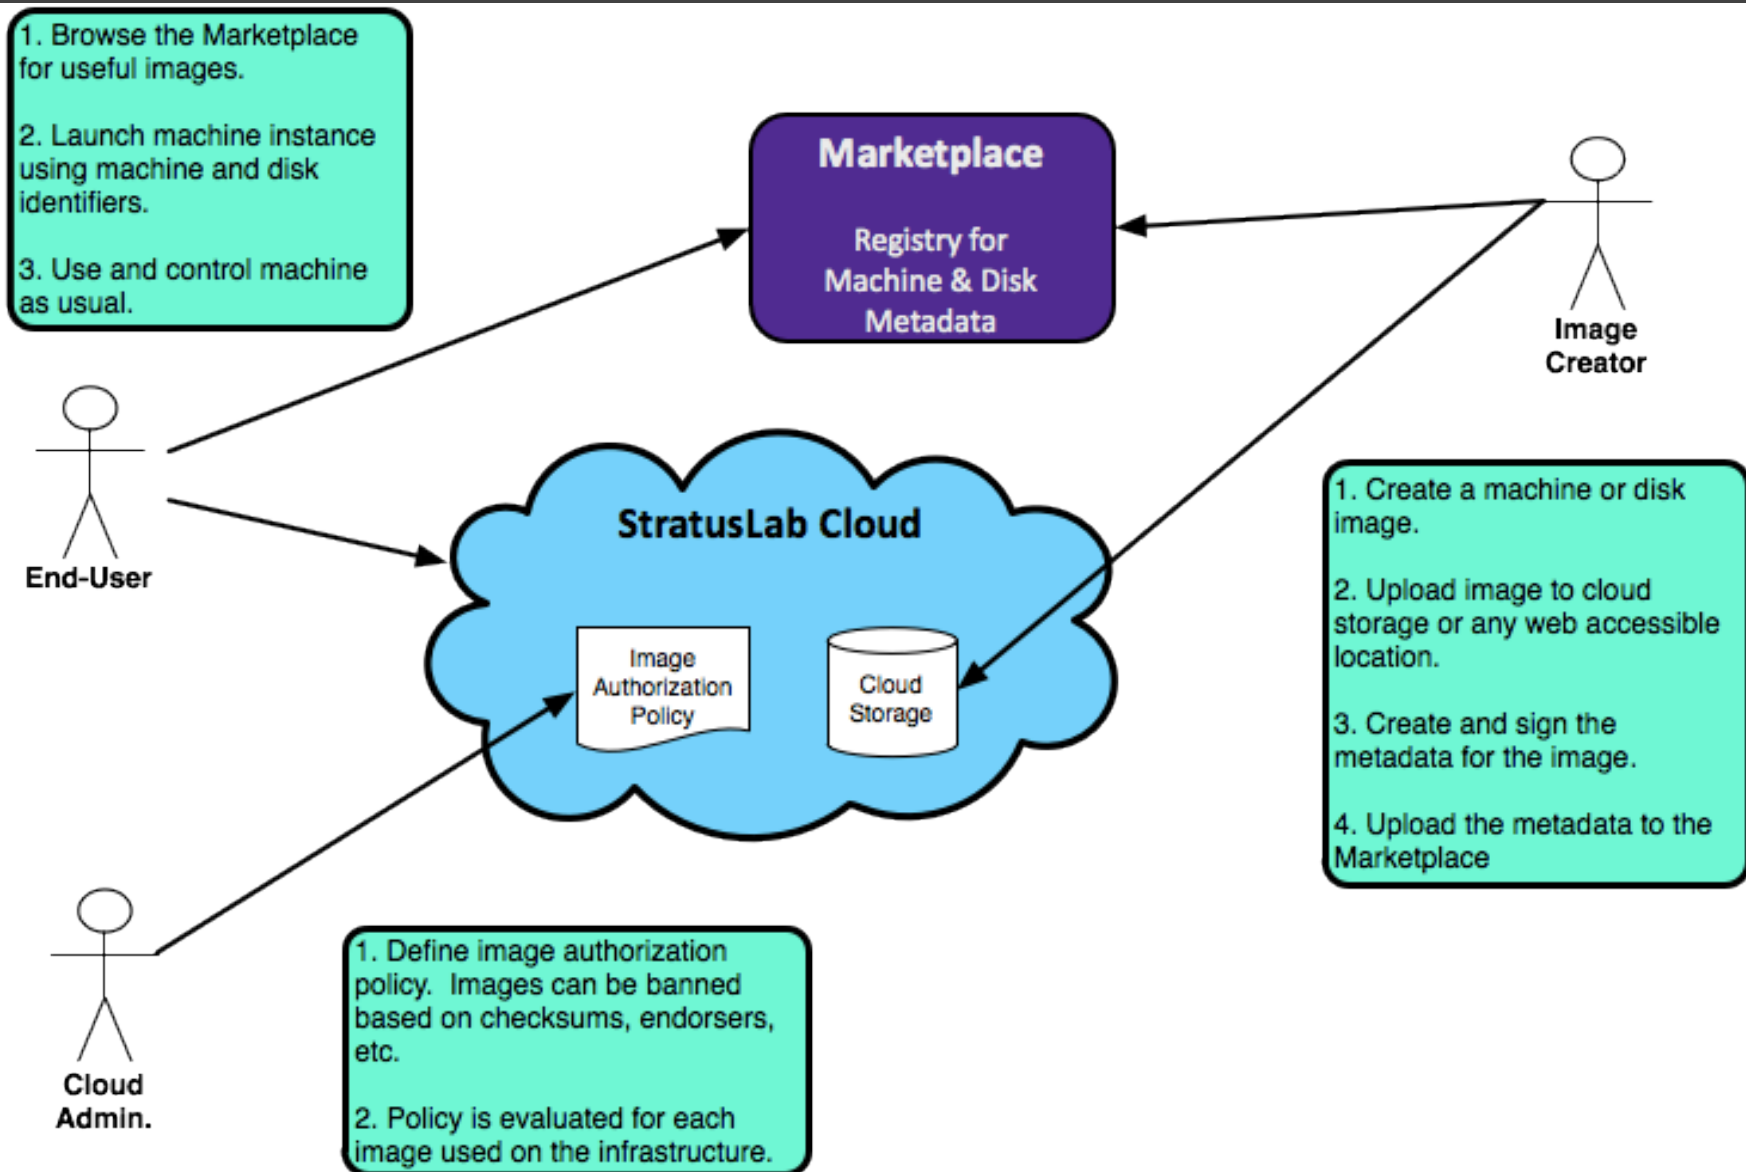 1. Browse the Marketplace
for useful images.
2. Launch machine instance
using machine and disk
identifiers.
3. Use and control machine
as usual.
Marketplace
Registry for
Machine & Disk
Metadata
Image
Creator
End-User
StratusLab Cloud
Image
Authorization
Policy
Cloud
Storage
1. Create a machine or disk
image.
2. Upload image to cloud
storage or any web accessible
location.
3. Create and sign the
metadata for the image.
4. Upload the metadata to the
Marketplace
Cloud
Admin.
1. Define image authorization
policy.  Images can be banned
based on checksums, endorsers,
etc.
2. Policy is evaluated for each
image used on the infrastructure.